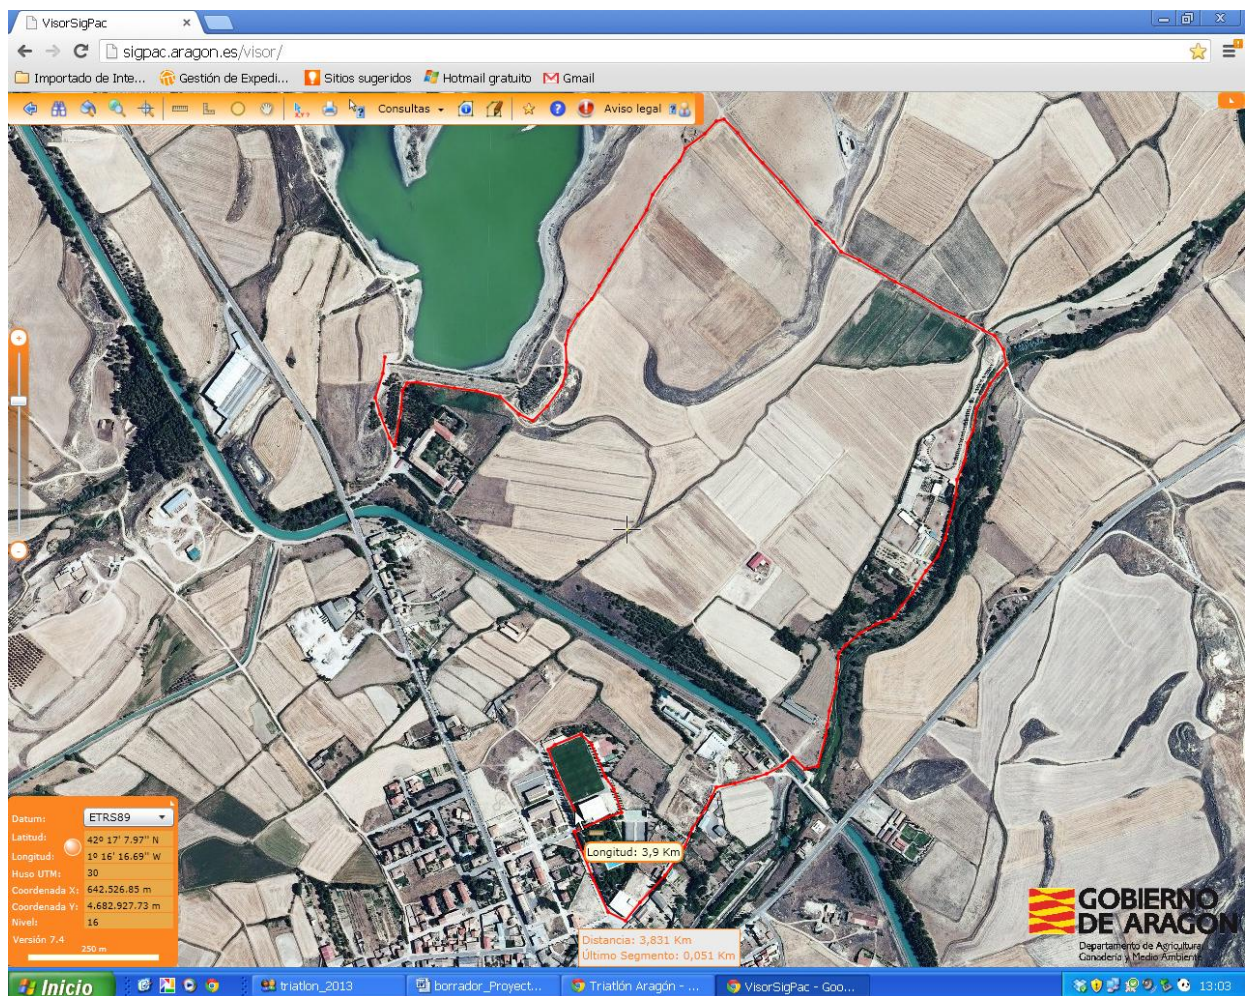 VisorSigPac
sigpac.aragon.es/visor/
Importado de Inte...
Gestión de Expedi...
Sitios sugeridos
Hotmail gratuito
Gmail
Consultas
Aviso legal
Datum: ETRS89
Latitud: 42º 17' 7.97'' N
Longitud: 1º 16' 16.69'' W
Huso UTM: 30
Coordenada X: 642.526.85 m
Coordenada Y: 4.682.927.73 m
Nivel: 16
Versión 7.4
250 m
Longitud: 3,9 Km
Distancia: 3,831 Km
Último Segmento: 0,051 Km
GOBIERNO
DE ARAGON
Departamento de Agricultura,
Ganadería y Medio Ambiente
Inicio
triatlon_2013
borrador_Proyect...
Triatlón Aragón - ...
VisorSigPac - Goo...
13:03